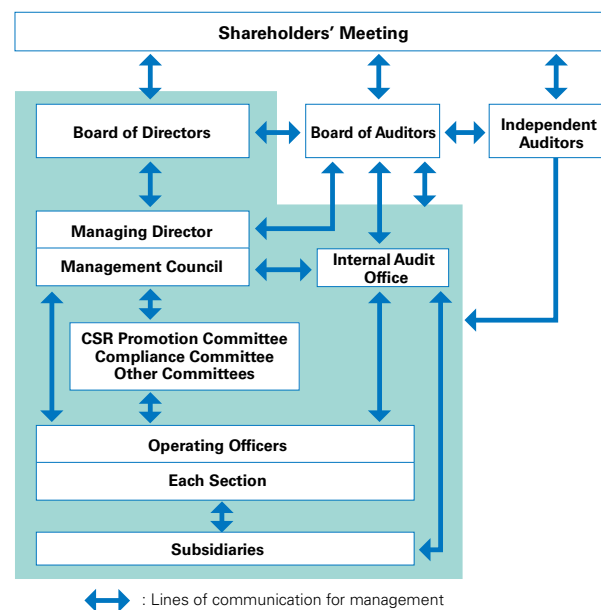 Shareholders’ Meeting
Board of Directors
Board of Auditors
Independent
Auditors
Managing Director
Management Council
Internal Audit
Office
CSR Promotion Committee
Compliance Committee
Other Committees
Operating Officers
Each Section
Subsidiaries
: Lines of communication for management